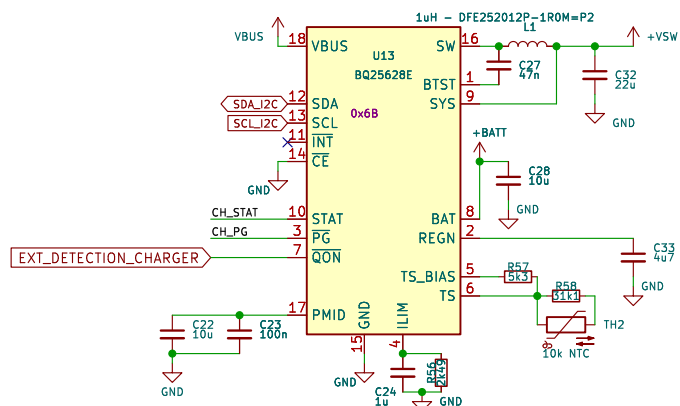 1uH - DFE252012P-1R0M=P2
L1
VBUS
+VSW
18
VBUS
U13
BQ25628E
0x6B
SW
16
C27
47n
C32
22u
GND
BTST
1
SYS
9
SDA_I2C
12
SDA
SCL_I2C
13
SCL
11
INT
14
CE
GND
+BATT
C28
10u
GND
CH_STAT
10
STAT
BAT
8
CH_PG
3
PG
REGN
2
EXT_DETECTION_CHARGER
7
QON
C33
4u7
GND
TS_BIAS
5
R57
5k3
TS
6
R58
31k1
TH2
10k NTC
17
PMID
C22
10u
C23
100n
GND
GND
ILIM
15
4
GND
C24
1u
R56
2k49
GND